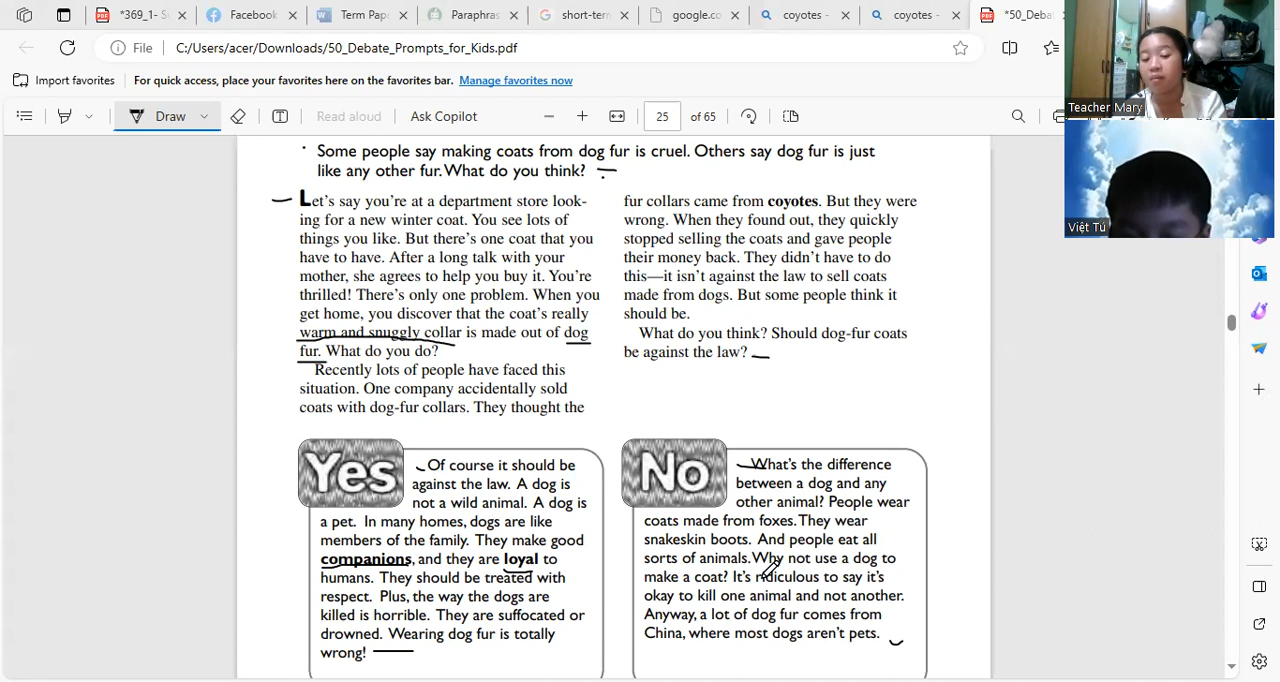 *369_1- S
Facebook
Term Pape
Paraphras
short-term
google.co
coyotes -
coyotes -
*50_Deba
File
C:/Users/acer/Downloads/50_Debate_Prompts_for_Kids.pdf
Import favorites
For quick access, place your favorites here on the favorites bar.
Manage favorites now
Draw
Read aloud
Ask Copilot
25
of 65
Teacher Mary
Việt Tú
Some people say making coats from dog fur is cruel. Others say dog fur is just
like any other fur. What do you think?
Let's say you're at a department store look-
ing for a new winter coat. You see lots of
things you like. But there's one coat that you
have to have. After a long talk with your
mother, she agrees to help you buy it. You're
thrilled! There's only one problem. When you
get home, you discover that the coat's really
warm and snuggly collar is made out of dog
fur. What do you do?
Recently lots of people have faced this
situation. One company accidentally sold
coats with dog-fur collars. They thought the
fur collars came from coyotes. But they were
wrong. When they found out, they quickly
stopped selling the coats and gave people
their money back. They didn't have to do
this—it isn't against the law to sell coats
made from dogs. But some people think it
should be.
What do you think? Should dog-fur coats
be against the law?
Yes
Of course it should be
against the law. A dog is
not a wild animal. A dog is
a pet. In many homes, dogs are like
members of the family. They make good
companions, and they are loyal to
humans. They should be treated with
respect. Plus, the way the dogs are
killed is horrible. They are suffocated or
drowned. Wearing dog fur is totally
wrong!
No
What's the difference
between a dog and any
other animal? People wear
coats made from foxes. They wear
snakeskin boots. And people eat all
sorts of animals. Why not use a dog to
make a coat? It's ridiculous to say it's
okay to kill one animal and not another.
Anyway, a lot of dog fur comes from
China, where most dogs aren't pets.